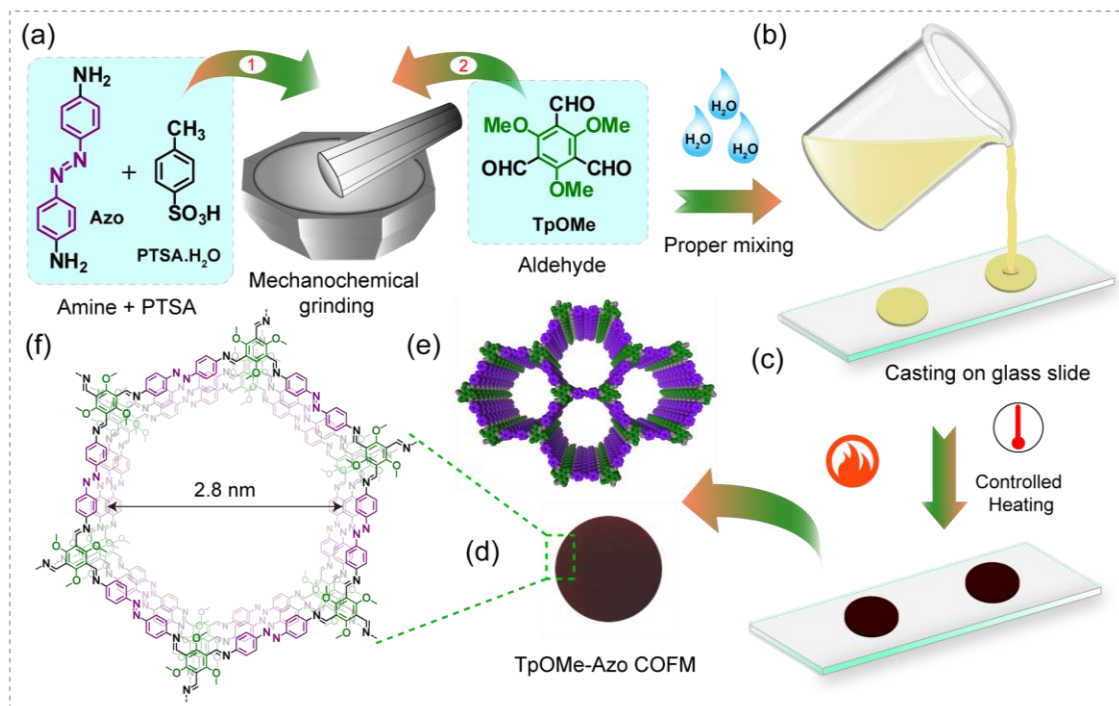 (a)
NH2
N
N
Azo
NH2
+
CH3
SO3H
PTSA.H2O
Amine + PTSA
1
2
Mechanochemical
grinding
CHO
MeO
OMe
OHC
CHO
OMe
TpOMe
Aldehyde
H2O
H2O
H2O
Proper mixing
(b)
Casting on glass slide
(c)
Controlled
Heating
(d)
TpOMe-Azo COFM
(e)
(f)
2.8 nm